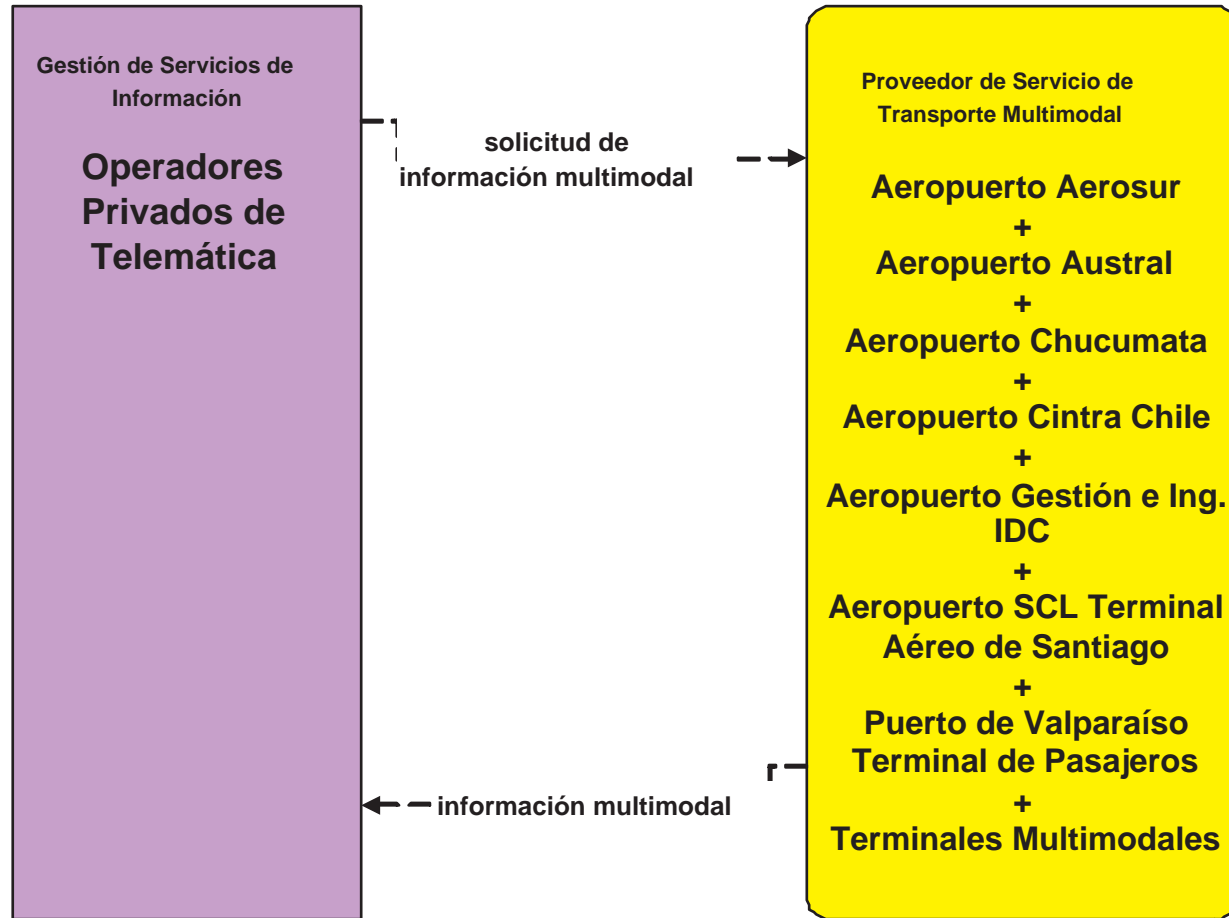 Gestión de Servicios de
Información
Operadores
Privados de
Telemática
solicitud de
información multimodal
información multimodal
Proveedor de Servicio de
Transporte Multimodal
Aeropuerto Aerosur
+
Aeropuerto Austral
+
Aeropuerto Chucumata
+
Aeropuerto Cintra Chile
+
Aeropuerto Gestión e Ing.
IDC
+
Aeropuerto SCL Terminal
Aéreo de Santiago
+
Puerto de Valparaíso
Terminal de Pasajeros
+
Terminales Multimodales